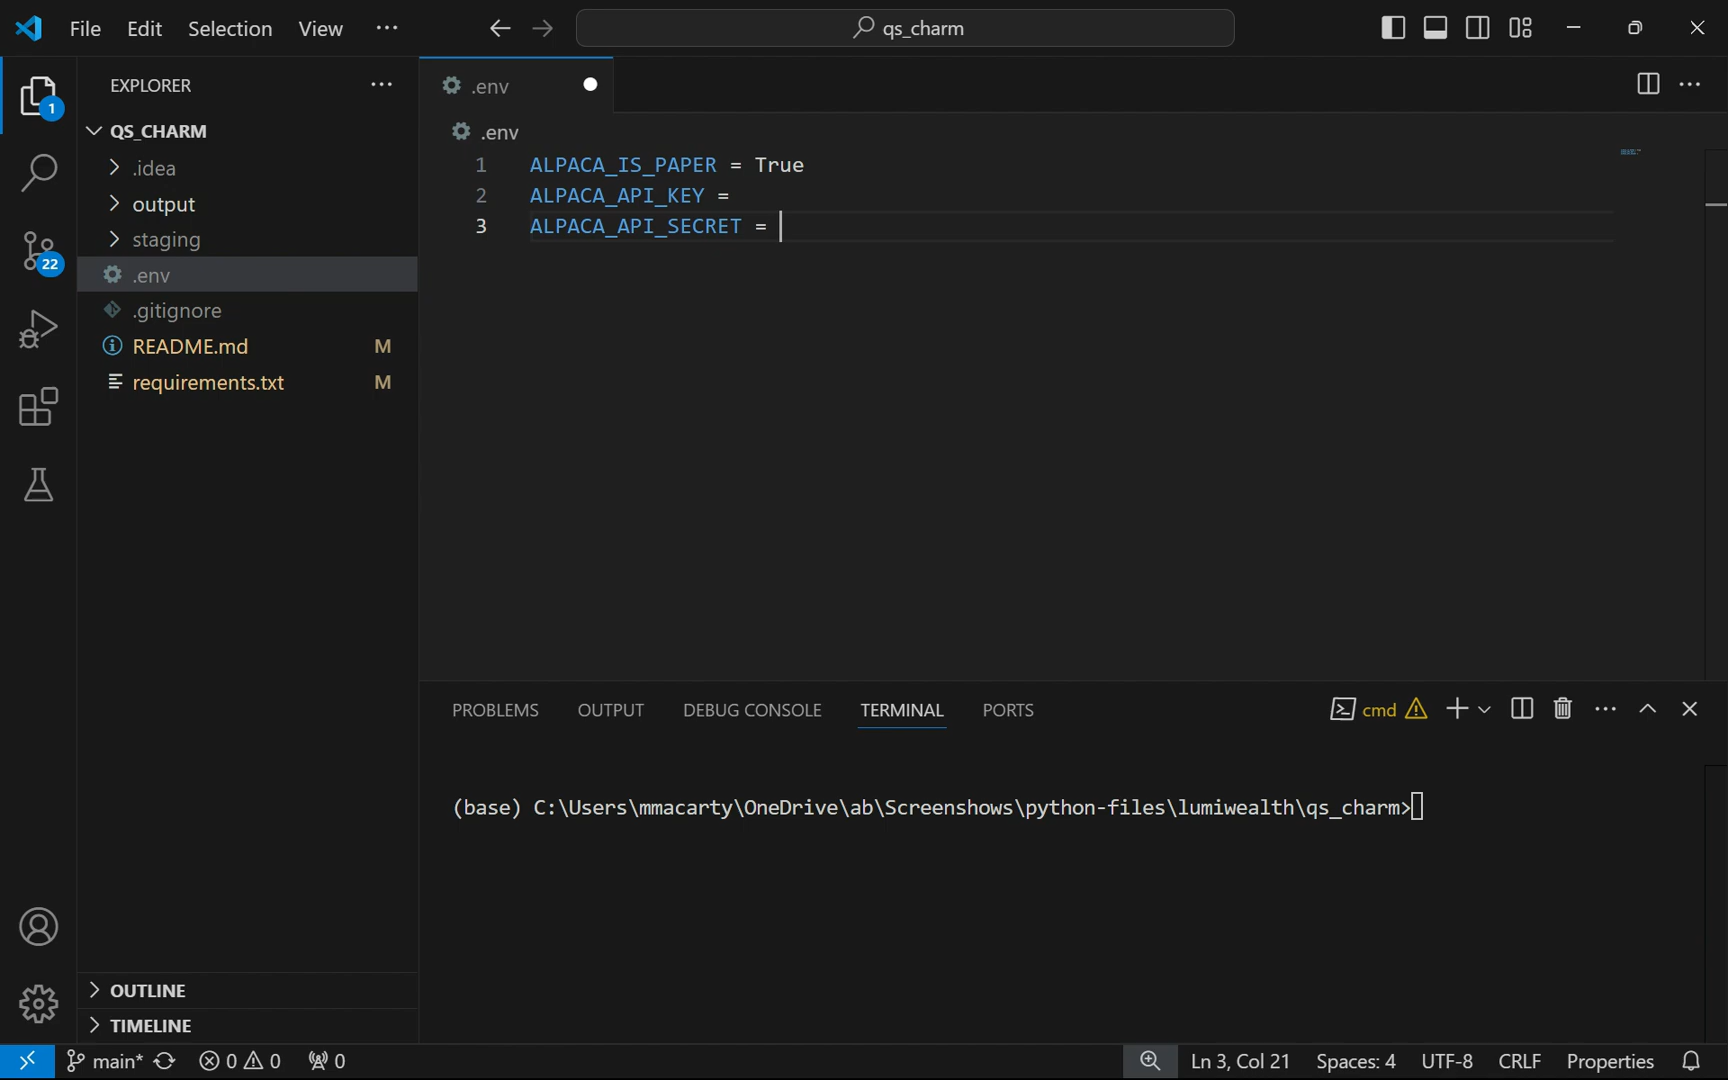 File Edit Selection View ··· qs_charm
EXPLORER ···
QS_CHARM
.idea
output
staging
.env
.gitignore
README.md M
requirements.txt M
OUTLINE
TIMELINE
1
22
.env
.env
1 ALPACA_IS_PAPER = True
2 ALPACA_API_KEY =
3 ALPACA_API_SECRET =
PROBLEMS OUTPUT DEBUG CONSOLE TERMINAL PORTS cmd
(base) C:\Users\mmacarty\OneDrive\ab\Screenshows\python-files\lumiwealth\qs_charm>
main* 0 0 0 Ln 3, Col 21 Spaces: 4 UTF-8 CRLF Properties